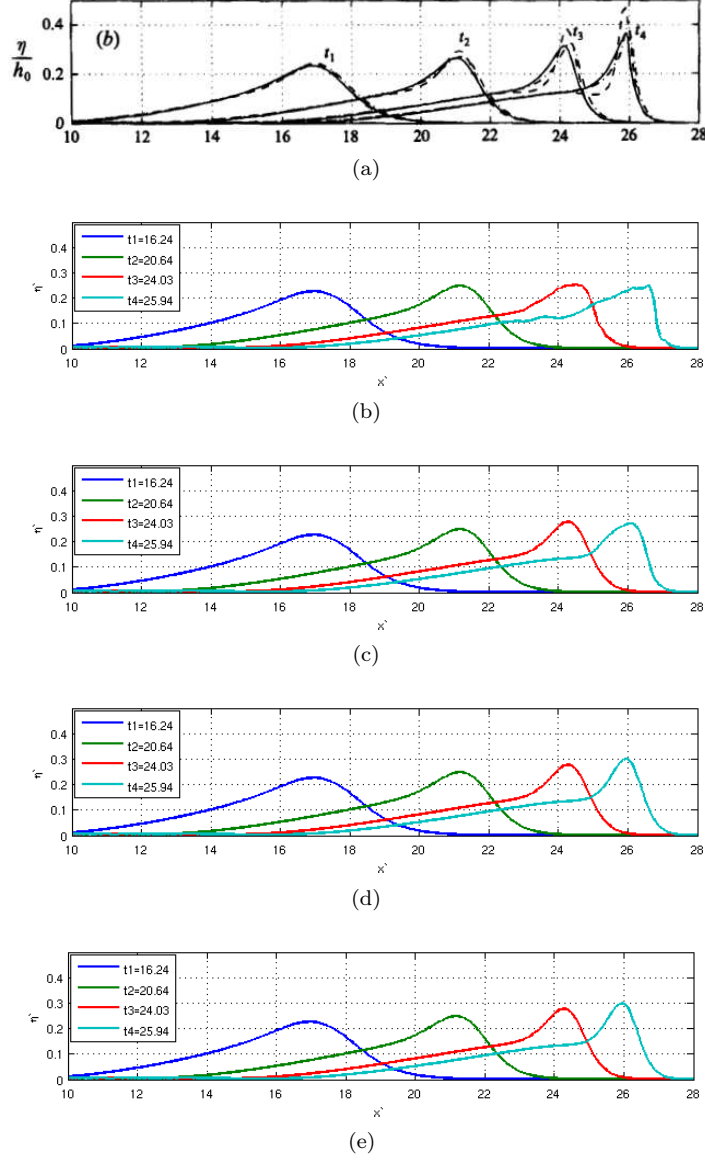 0.4
(b)
t1
t2
t3
t4
η
h0
0.2
0
10 12 14 16 18 20 22 24 26 28
(a)
t1=16.24
t2=20.64
t3=24.03
t4=25.94
0.4
0.3
0.2
0.1
0
η`
10 12 14 16 18 20 22 24 26 28
x`
(b)
t1=16.24
t2=20.64
t3=24.03
t4=25.94
0.4
0.3
0.2
0.1
0
η`
10 12 14 16 18 20 22 24 26 28
x`
(c)
t1=16.24
t2=20.64
t3=24.03
t4=25.94
0.4
0.3
0.2
0.1
0
η`
10 12 14 16 18 20 22 24 26 28
x`
(d)
t1=16.24
t2=20.64
t3=24.03
t4=25.94
0.4
0.3
0.2
0.1
0
η`
10 12 14 16 18 20 22 24 26 28
x`
(e)